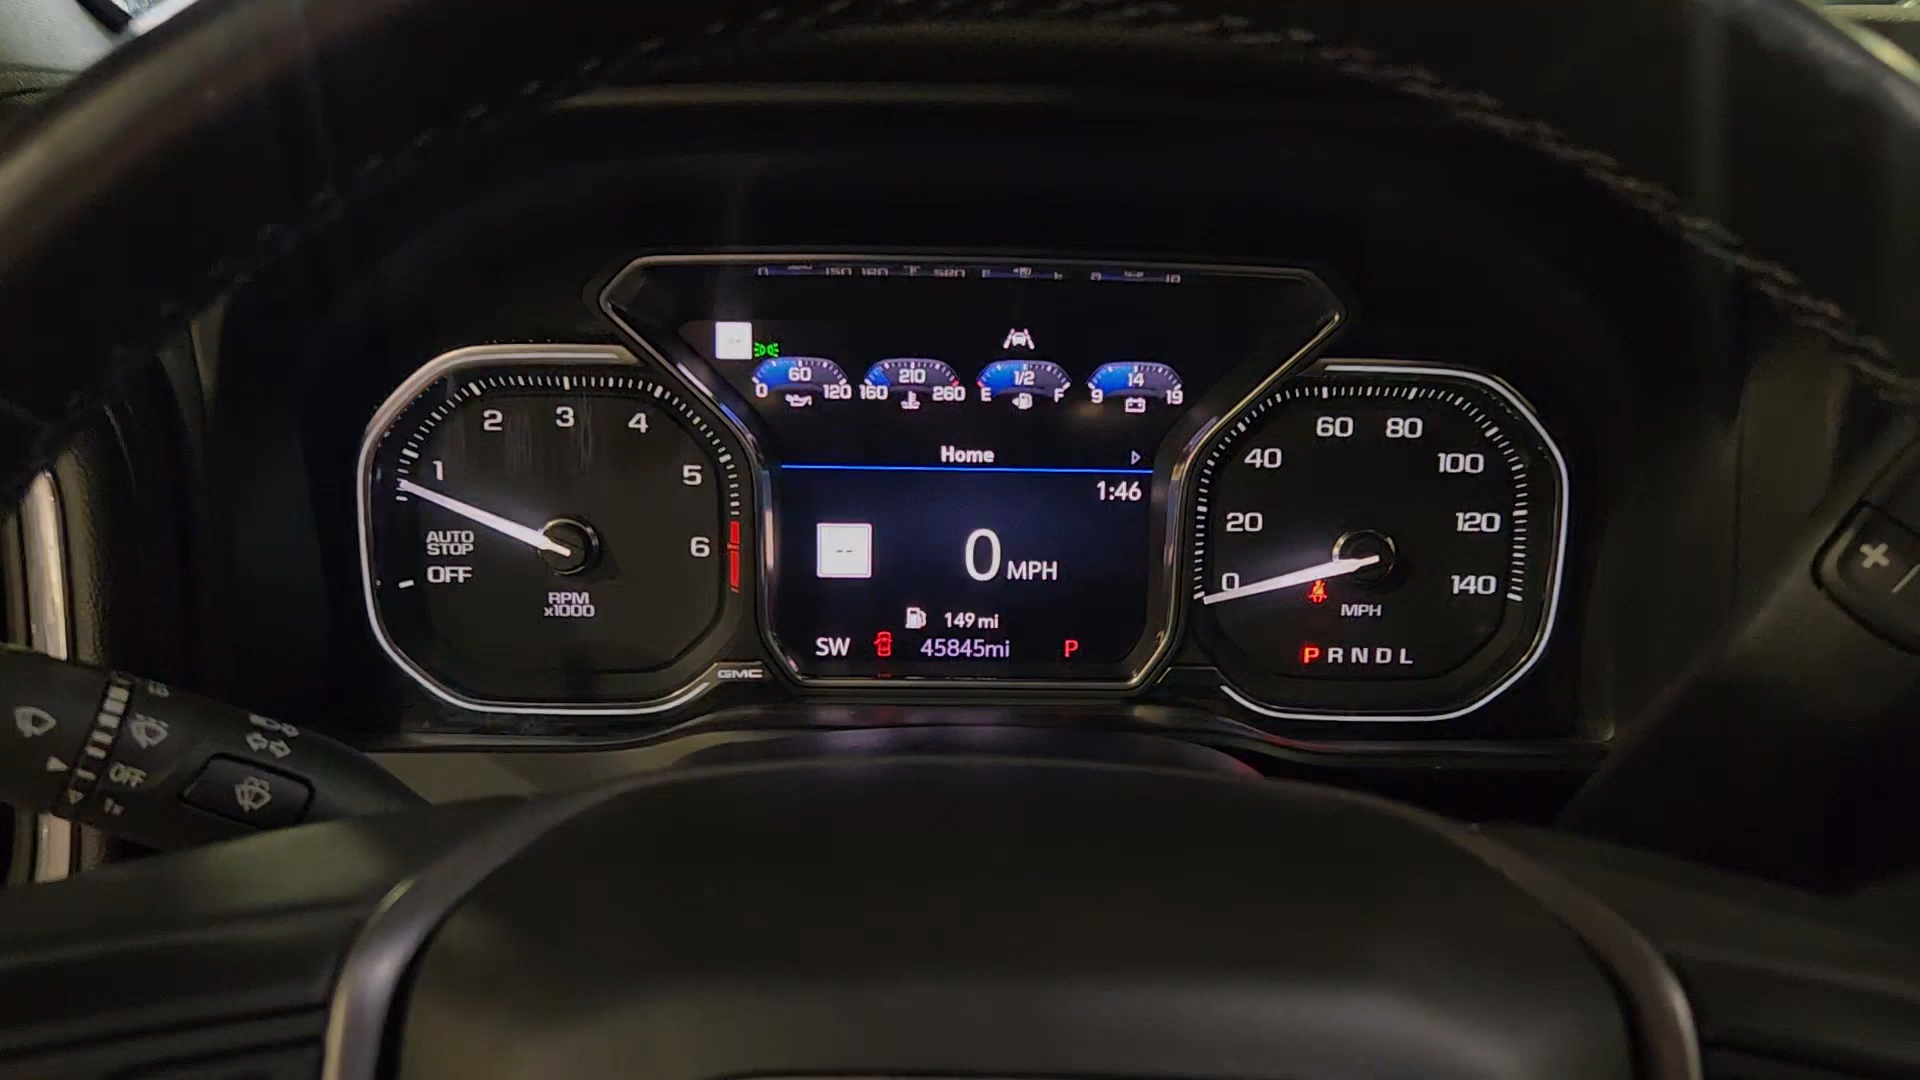 60
0 120
210
160 260
1/2
E F
14
9 19
Home
1:46
--
0 MPH
149 mi
SW 45845mi P
1 2 3 4 5 6
AUTO
STOP
OFF
RPM
x1000
GMC
0 20 40 60 80 100 120 140
MPH
PRNDL
OFF
1x